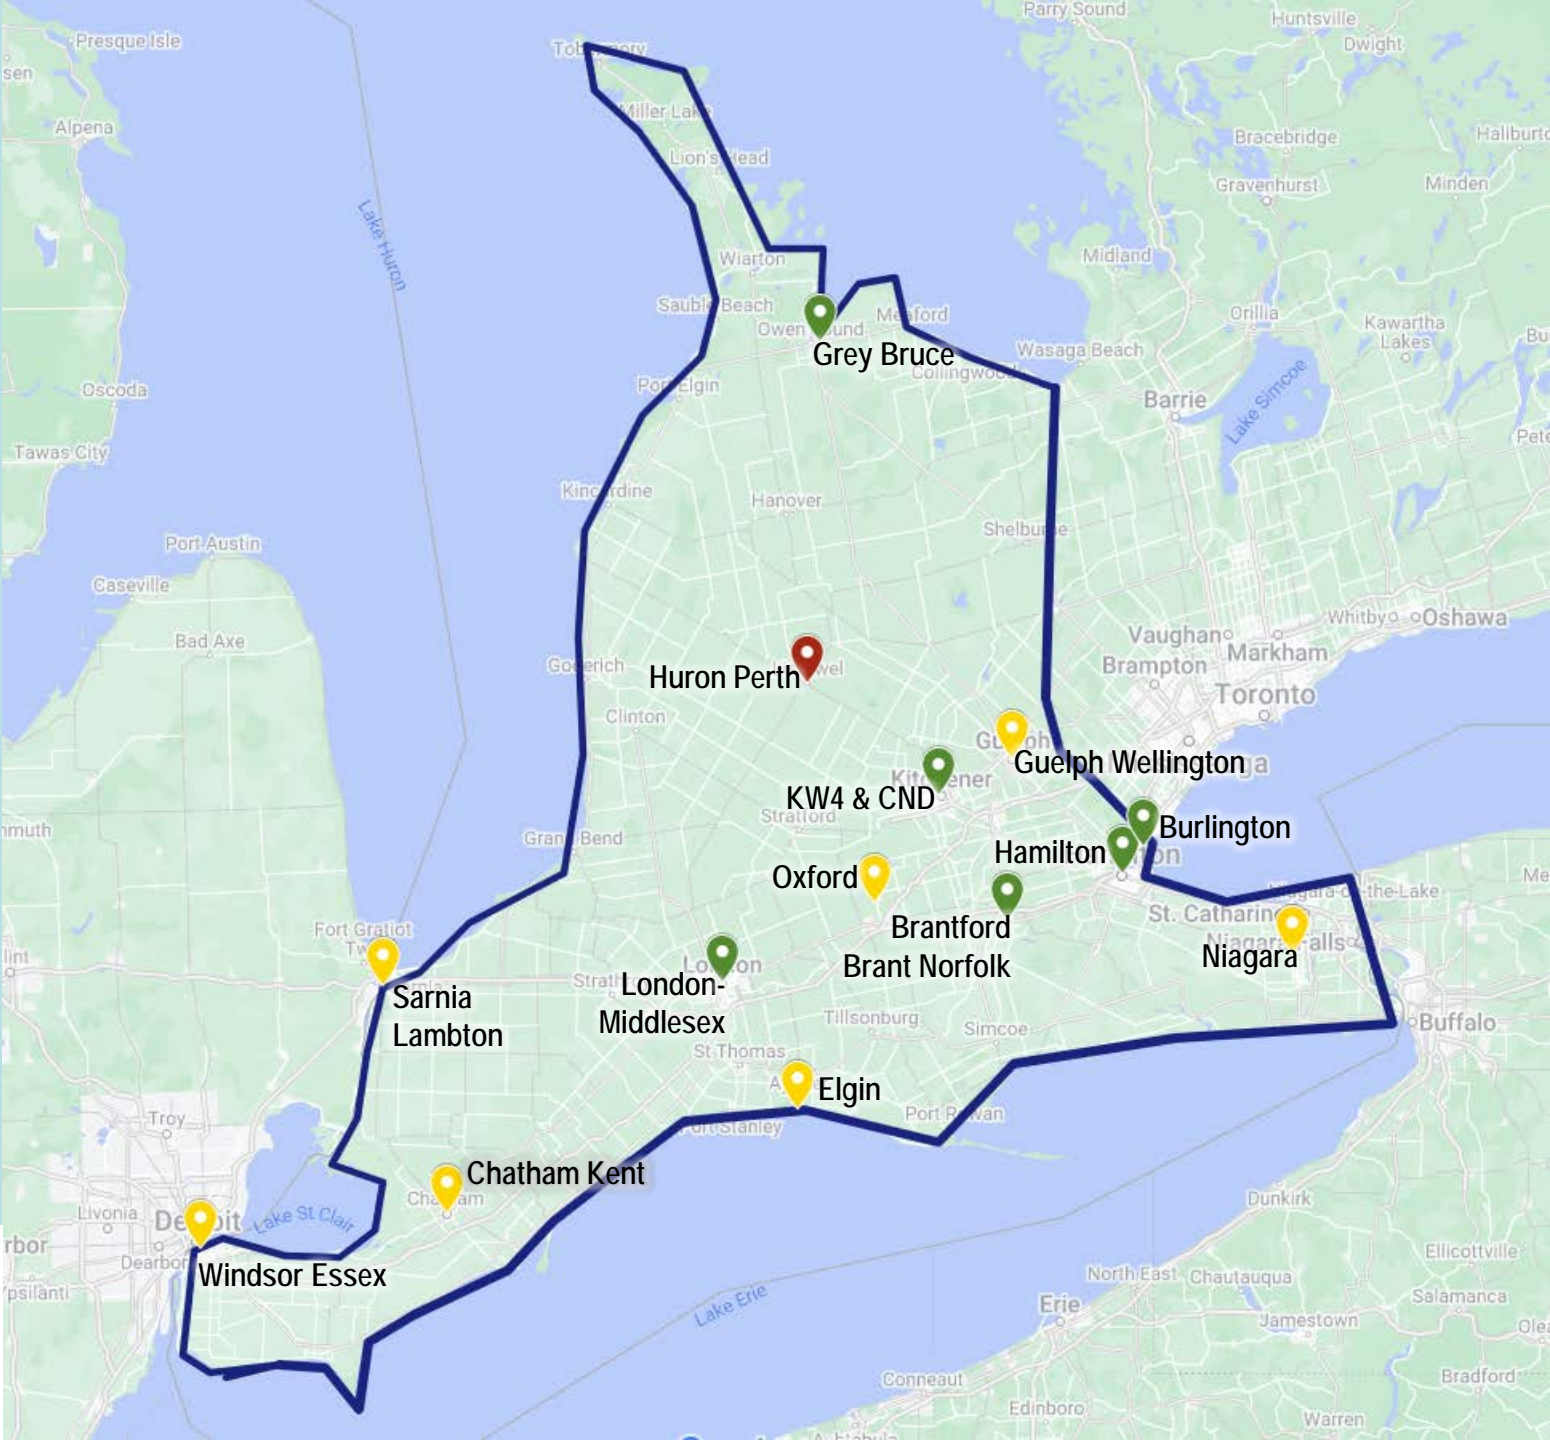 Parry Sound
Huntsville
Presque Isle
Dwight
Miller Lake
Alpena
Bracebridge
Lion's Head
Gravenhurst
Minden
Lake Huron
Wiarton
Midland
Sauble Beach
Meaford
Orillia
Kawartha
Lakes
Grey Bruce
Wasaga Beach
Collingwood
Port Elgin
Oscoda
Barrie
Lake Simcoe
Tawas City
Kincardine
Hanover
Shelburne
Port Austin
Caseville
Whitby
Oshawa
Bad Axe
Vaughan
Markham
Brampton
Goderich
Huron Perth
Toronto
Clinton
Guelph Wellington
KW4 & CND
Stratford
Burlington
Grand Bend
Hamilton
Oxford
Niagara-on-the-Lake
Brantford
Brant Norfolk
St. Catharines
Fort Gratiot
Niagara Falls
Niagara
London
London-
Middlesex
Sarnia
Lambton
Tillsonburg
Simcoe
Buffalo
St Thomas
Elgin
Port Rowan
Port Stanley
Troy
Chatham Kent
Chatham
Dunkirk
Livonia
Detroit
Lake St Clair
Dearborn
Windsor Essex
Ellicottville
Ypsilanti
North East
Chautauqua
Salamanca
Lake Erie
Erie
Jamestown
Conneaut
Bradford
Edinboro
Warren